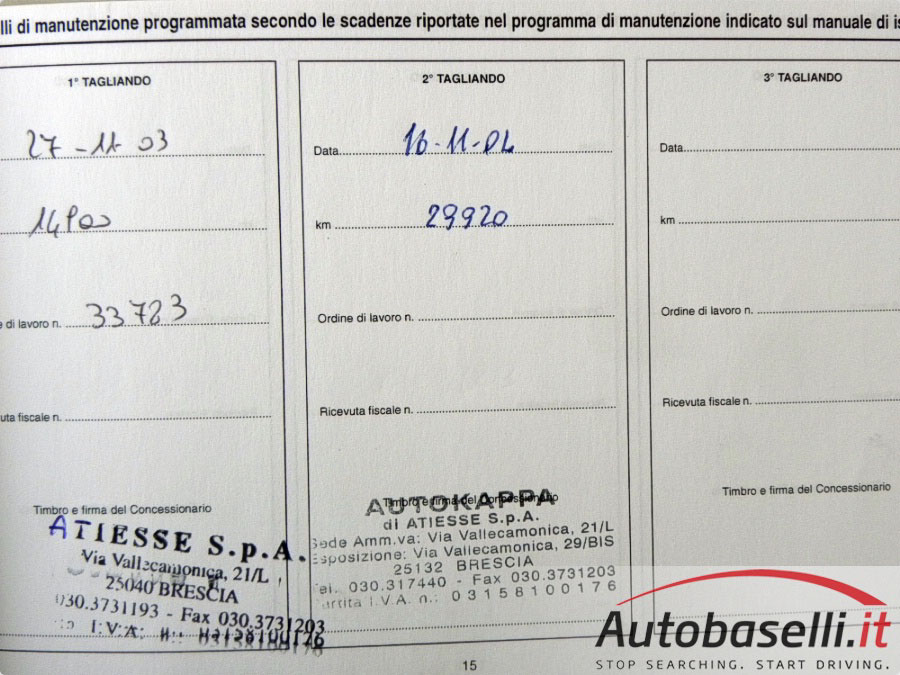 lli di manutenzione programmata secondo le scadenze riportate nel programma di manutenzione indicato sul manuale di is
1° TAGLIANDO
27-11-03
14900
e di lavoro n. 33783
uta fiscale n.
Timbro e firma del Concessionario
ATIESSE S.p.A.
Via Vallecamonica, 21/L
25040 BRESCIA
030.3731193 - Fax 030.3731203
I.V.A.
2° TAGLIANDO
Data 16-11-04
km 29920
Ordine di lavoro n.
Ricevuta fiscale n.
Timbro e firma del Concessionario
AUTOKAPPA
di ATIESSE S.p.A.
Sede Amm.va: Via Vallecamonica, 21/L
Esposizione: Via Vallecamonica, 29/BIS
25132 BRESCIA
Tel. 030.317440 - Fax 030.3731203
Partita I.V.A. n.: 03158100176
3° TAGLIANDO
Data
km
Ordine di lavoro n.
Ricevuta fiscale n.
Timbro e firma del Concessionario
15
Autobaselli.it
STOP SEARCHING. START DRIVING.